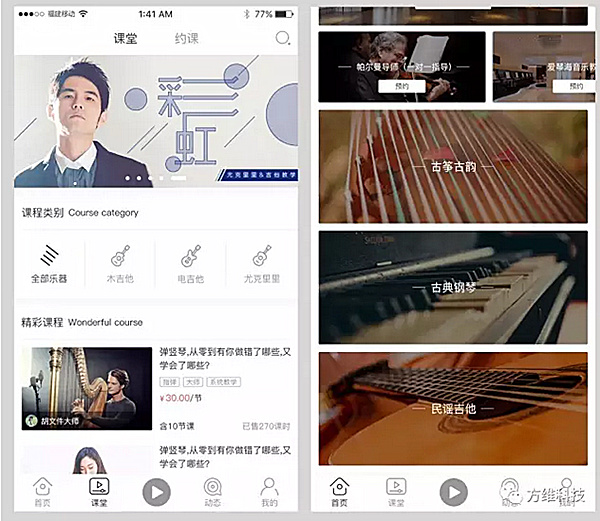 福建移动
1:41 AM
77%
课堂
约课
彩虹
尤克里里&吉他教学
课程类别 Course category
全部乐器
木吉他
电吉他
尤克里里
精彩课程 Wonderful course
弹竖琴,从零到有你做错了哪些,又
学会了哪些?
指弹
大师
系统教学
¥30.00/节
胡文件大师
含10节课
已售270课时
弹竖琴,从零到有你做错了哪些,又
学会了哪些?
首页
课堂
动态
我的
帕尔曼导师(一对一指导)
预约
爱琴海音乐教
预约
古筝古韵
古典钢琴
民谣吉他
首页
课堂
我的
方维科技